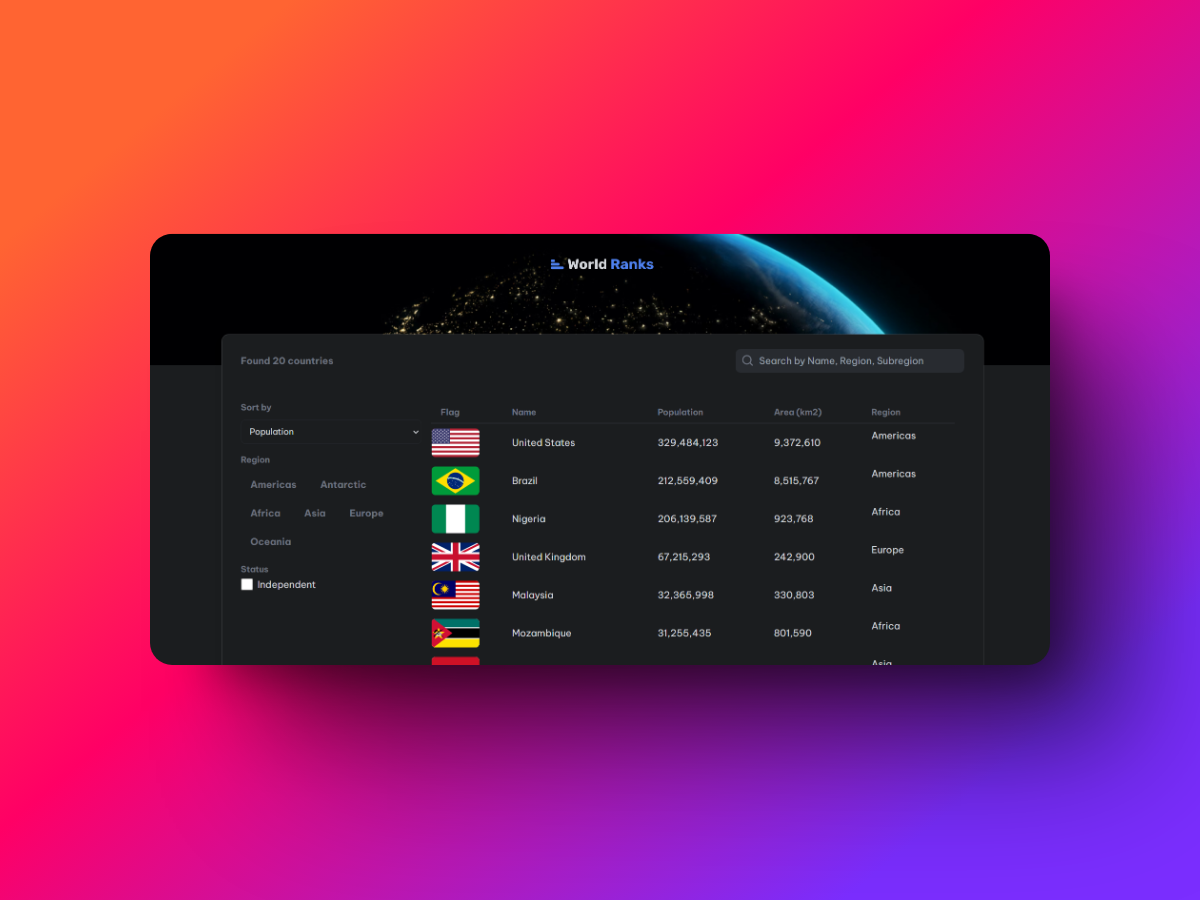 World Ranks
Found 20 countries
Search by Name, Region, Subregion
Sort by
Population
Region
Americas Antarctic
Africa Asia Europe
Oceania
Status
Independent
Flag Name Population Area (km2) Region
United States 329,484,123 9,372,610 Americas
Brazil 212,559,409 8,515,767 Americas
Nigeria 206,139,587 923,768 Africa
United Kingdom 67,215,293 242,900 Europe
Malaysia 32,365,998 330,803 Asia
Mozambique 31,255,435 801,590 Africa
Asia